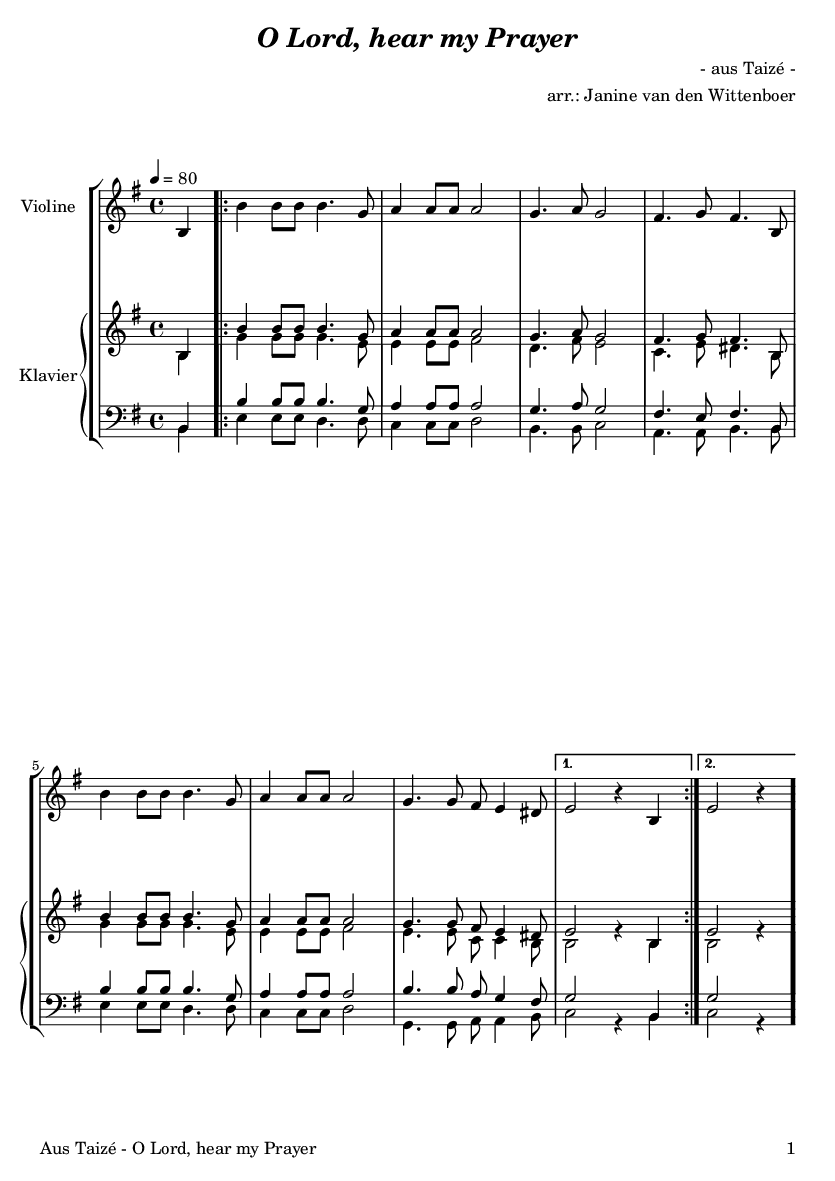 O Lord, hear my Prayer
- aus Taizé -
arr.: Janine van den Wittenboer
= 80
Violine
Klavier
5
1.
2.
Aus Taizé - O Lord, hear my Prayer
1